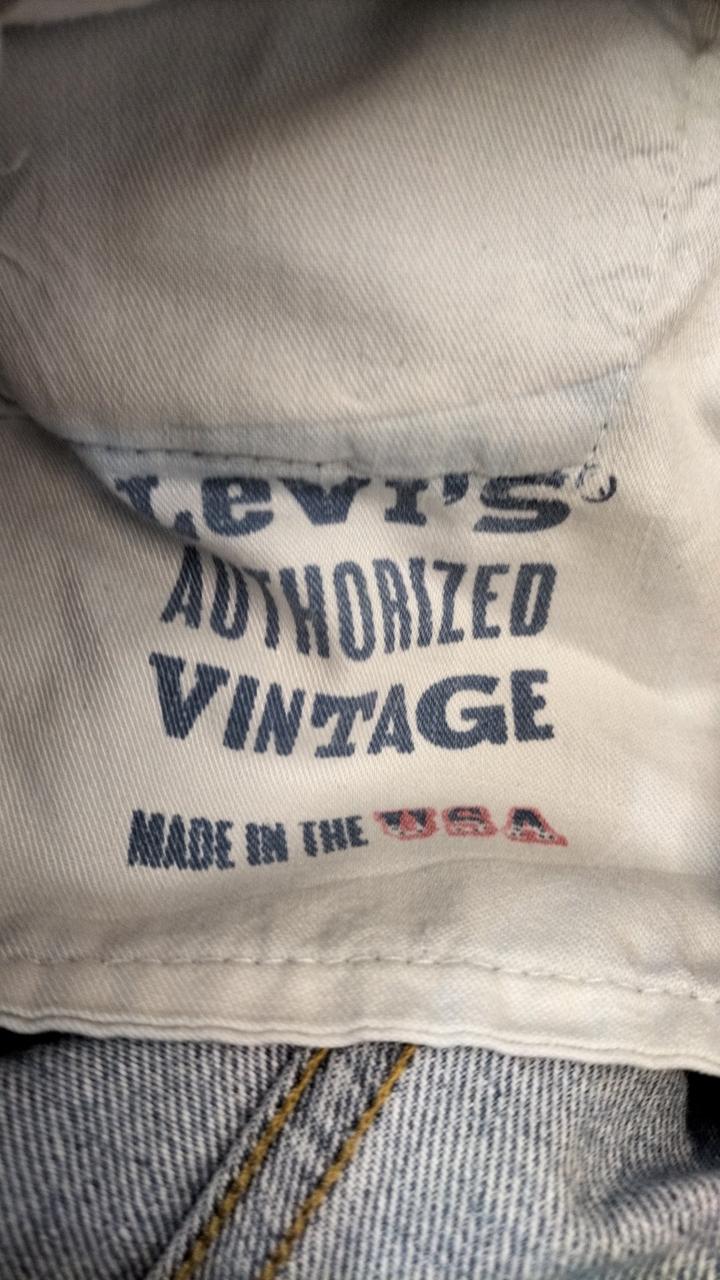 Levi's®
AUTHORIZED
VINTAGE
MADE IN THE USA